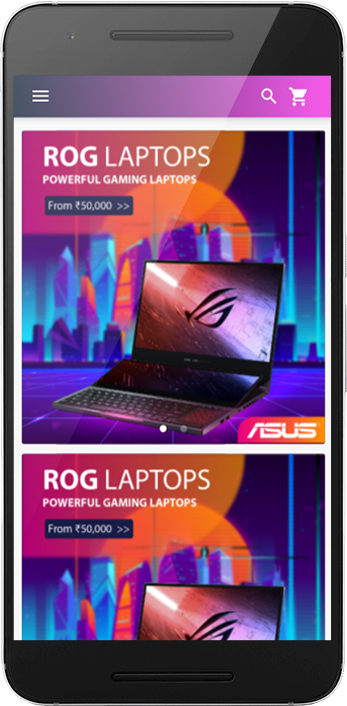 ROG LAPTOPS
POWERFUL GAMING LAPTOPS
From ₹50,000 >>
ASUS
ROG LAPTOPS
POWERFUL GAMING LAPTOPS
From ₹50,000 >>